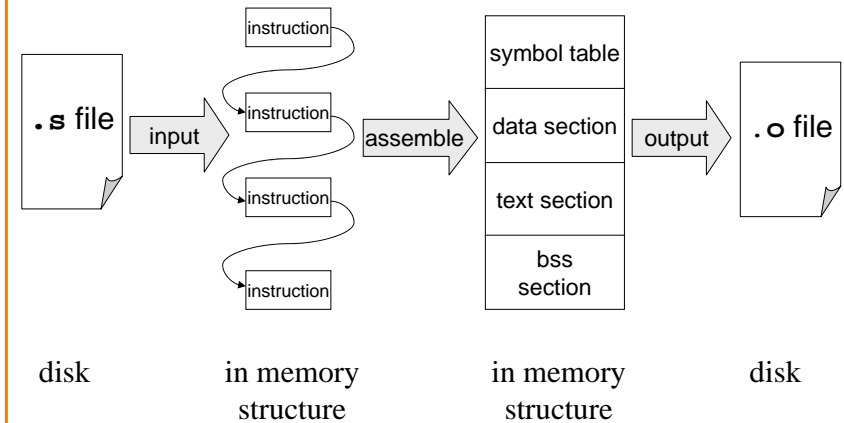 .s file
input
instruction
instruction
instruction
instruction
assemble
symbol table
data section
text section
bss
section
output
.o file
disk
in memory
structure
in memory
structure
disk